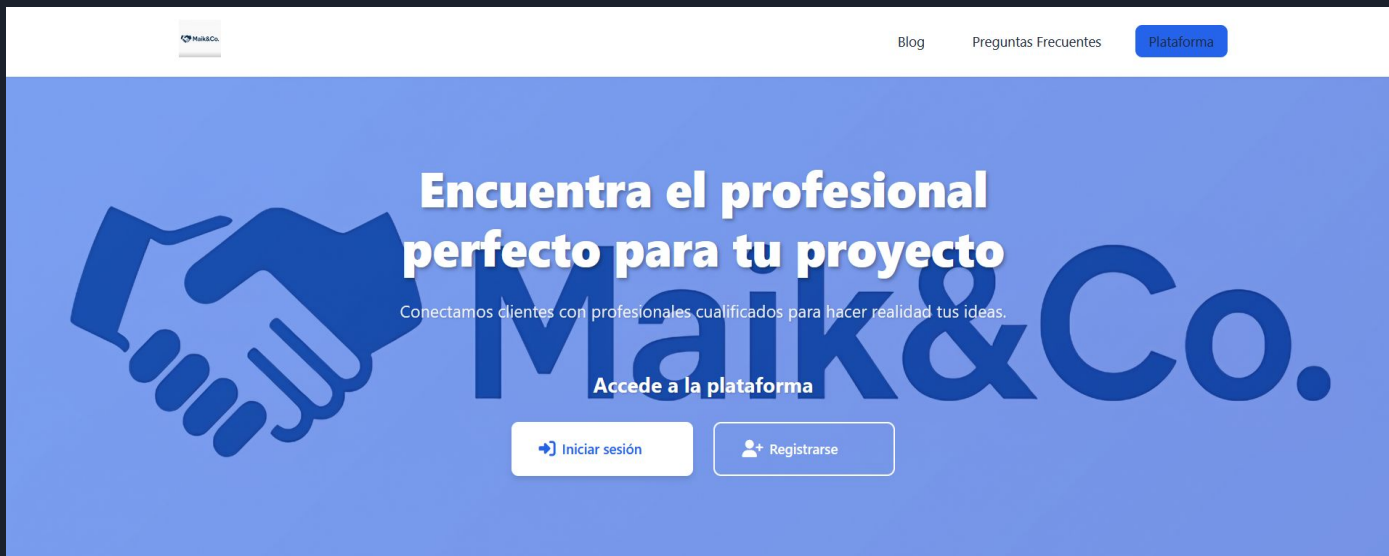 Maik&Co.
Blog
Preguntas Frecuentes
Plataforma
Encuentra el profesional
perfecto para tu proyecto
Maik&Co.
Conectamos clientes con profesionales cualificados para hacer realidad tus ideas.
Accede a la plataforma
Iniciar sesión
Registrarse